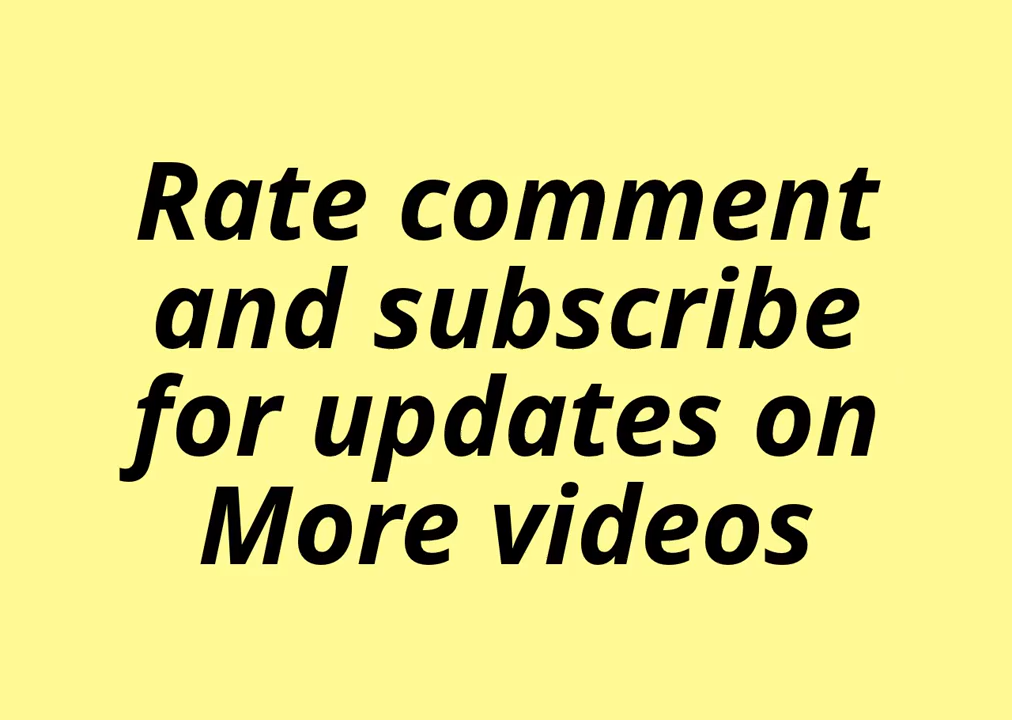 Rate comment
and subscribe
for updates on
More videos